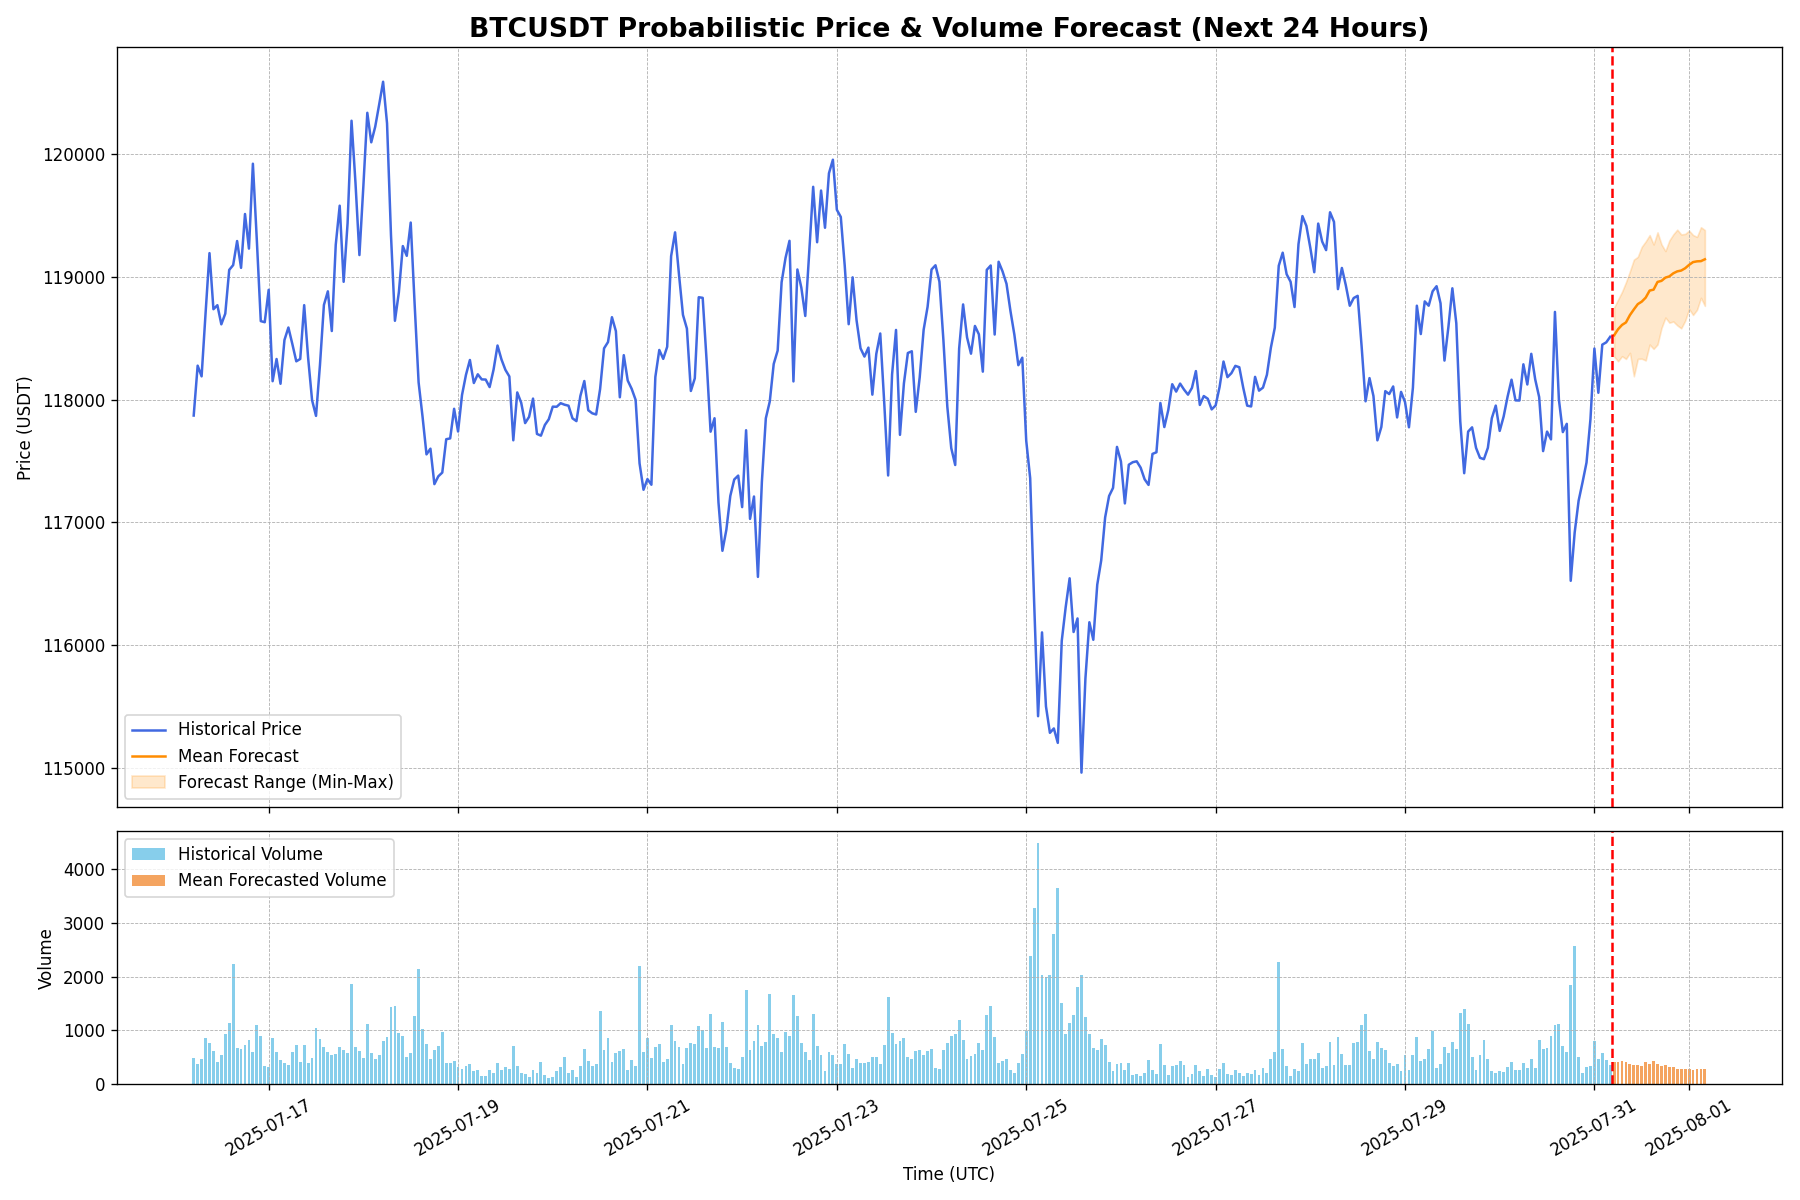 BTCUSDT Probabilistic Price & Volume Forecast (Next 24 Hours)
Price (USDT)
120000
119000
118000
117000
116000
115000
Historical Price
Mean Forecast
Forecast Range (Min-Max)
Volume
4000
3000
2000
1000
0
Historical Volume
Mean Forecasted Volume
2025-07-17
2025-07-19
2025-07-21
2025-07-23
2025-07-25
2025-07-27
2025-07-29
2025-07-31
2025-08-01
Time (UTC)